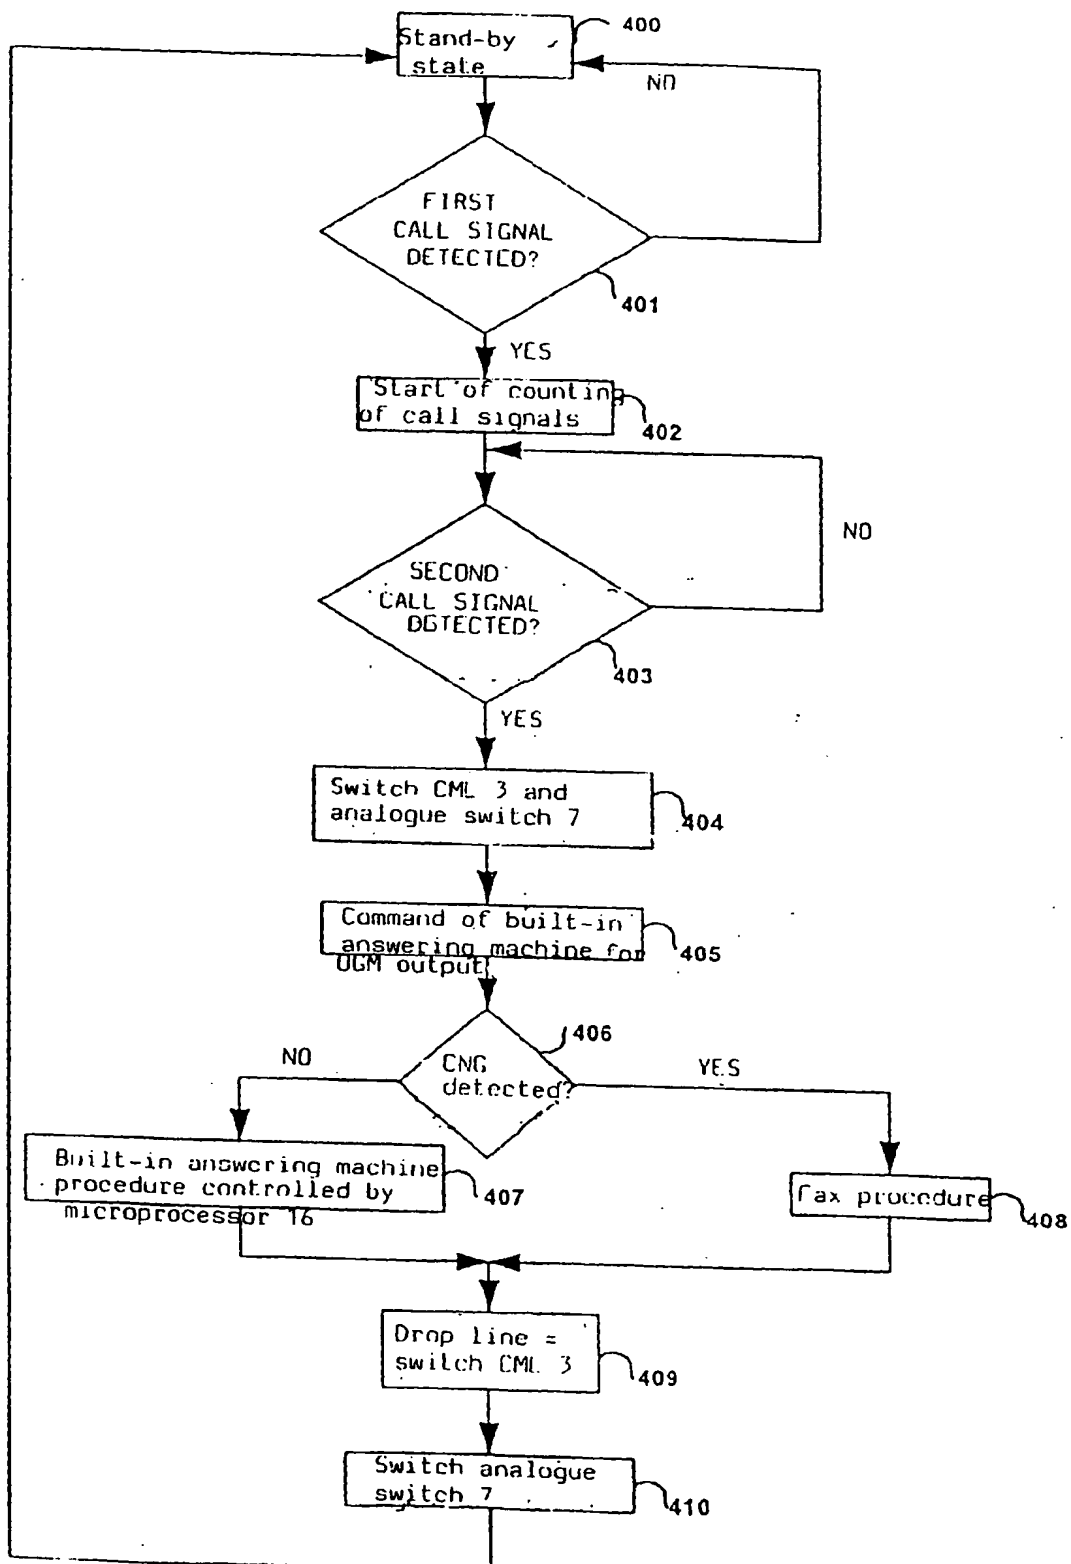 Stand-by
state
400
NO
FIRST
CALL SIGNAL
DETECTED?
401
YES
Start of counting
of call signals
402
NO
SECOND
CALL SIGNAL
DGTECTED?
403
YES
Switch CML 3 and
analogue switch 7
404
Command of built-in
answering machine for
OGM output
405
406
NO
CNG
detected?
YES
Built-in answering machine
procedure controlled by
microprocessor 16
407
Fax procedure
408
Drop line =
switch CML 3
409
Switch analogue
switch 7
410